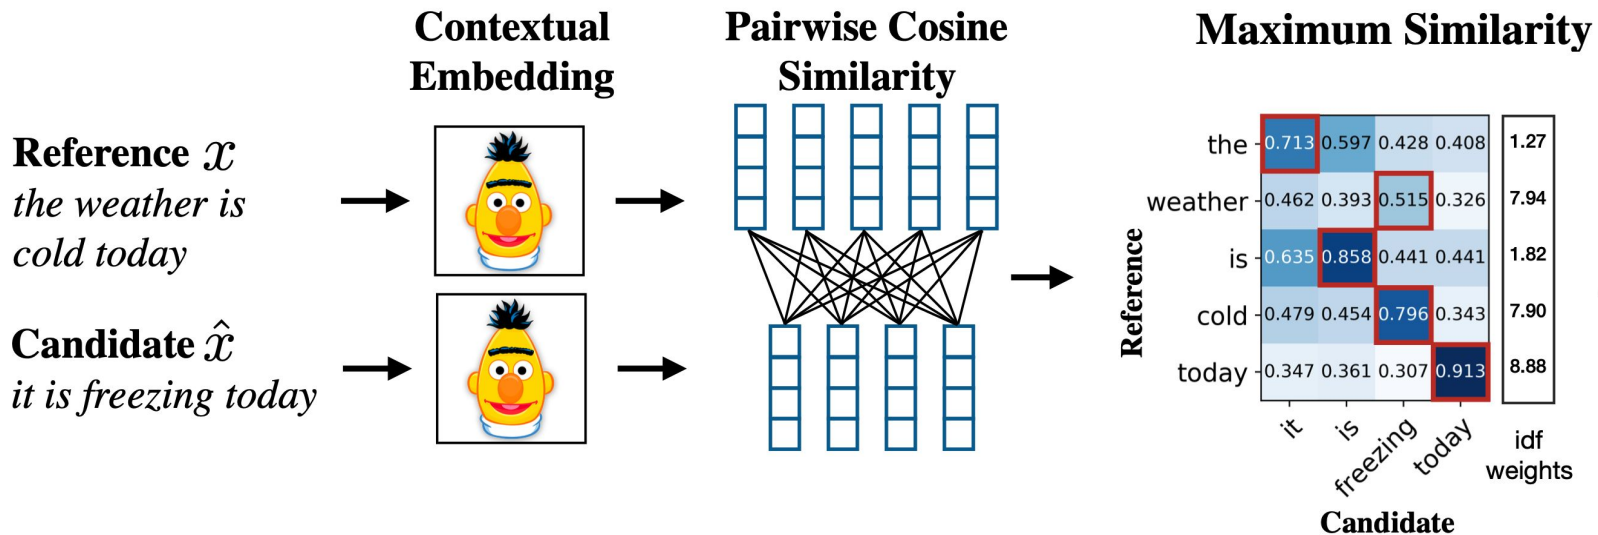 Contextual
Embedding
Pairwise Cosine
Similarity
Maximum Similarity
Reference x
the weather is
cold today
Candidate x̂
it is freezing today
Reference
the 0.713 0.597 0.428 0.408 1.27
weather 0.462 0.393 0.515 0.326 7.94
is 0.635 0.858 0.441 0.441 1.82
cold 0.479 0.454 0.796 0.343 7.90
today 0.347 0.361 0.307 0.913 8.88
it is freezing today
idf
weights
Candidate